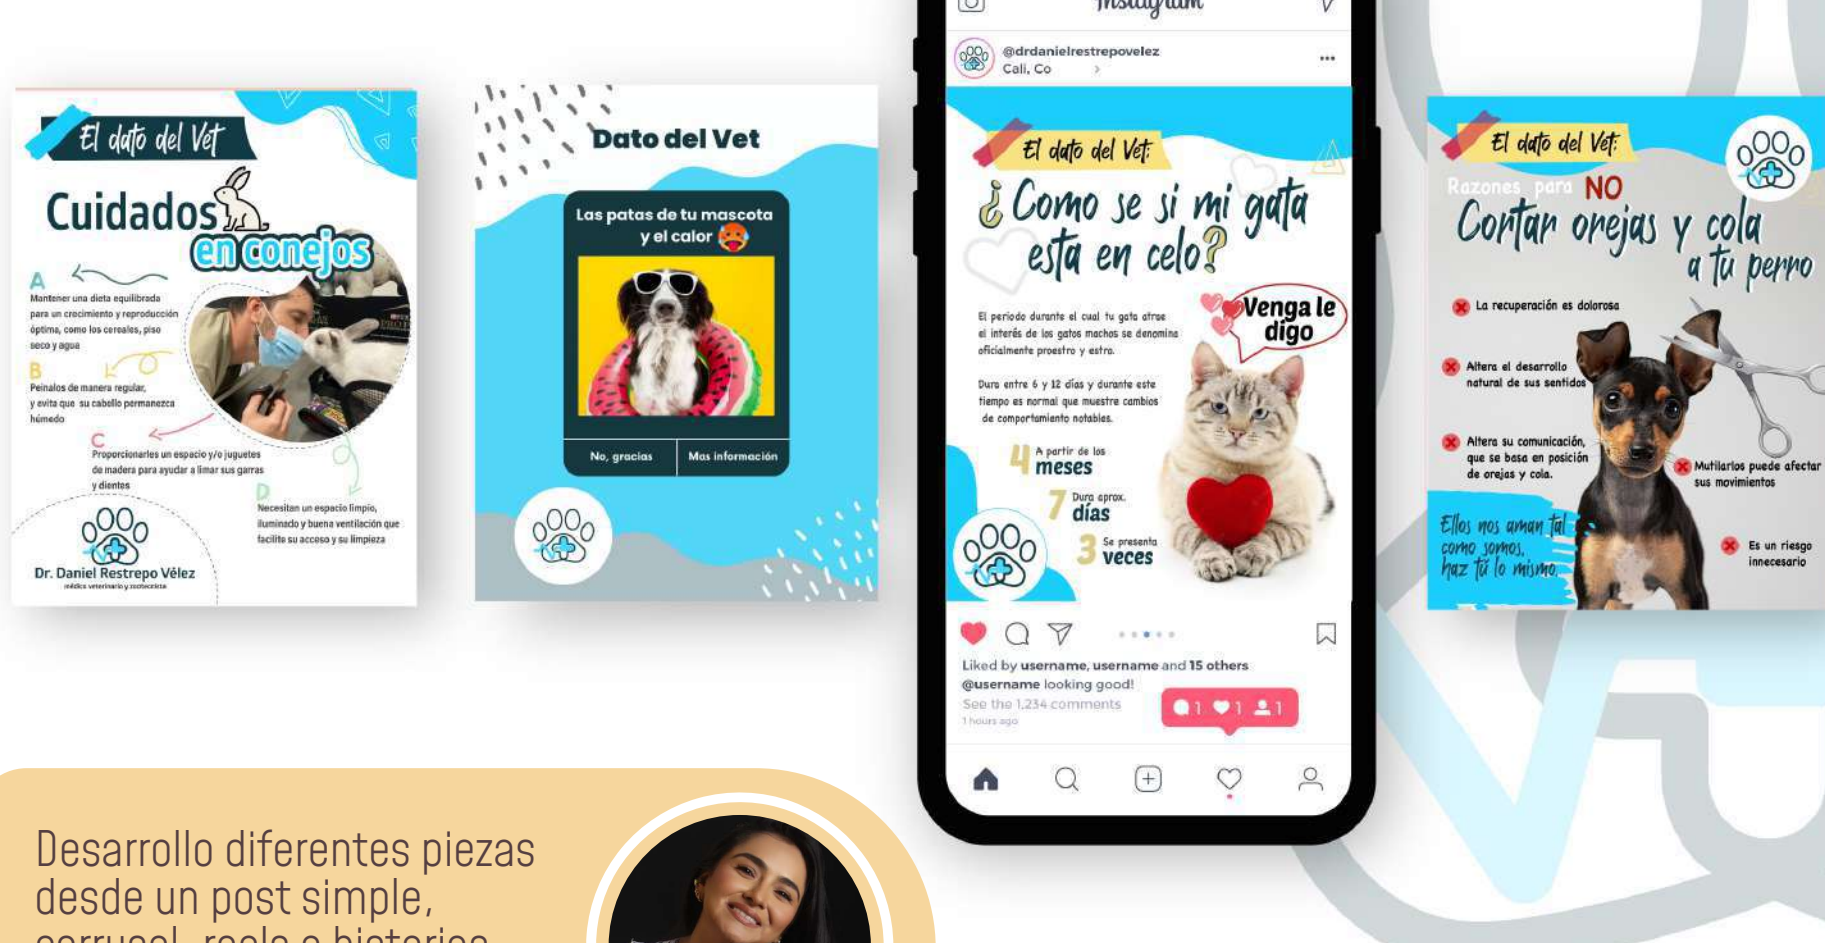 El dato del Vet
Cuidados
en conejos
A
Mantener una dieta equilibrada
para un crecimiento y reproducción
óptima, como los cereales, piso
seco y agua
B
Peinalos de manera regular,
y evita que su cabello permanezca
húmedo
C
Proporcionarles un espacio y/o juguetes
de madera para ayudar a limar sus garras
y dientes
D
Necesitan un espacio limpio,
iluminado y buena ventilación que
facilite su acceso y su limpieza
Dr. Daniel Restrepo Vélez
médico veterinario y zootecnista
Dato del Vet
Las patas de tu mascota
y el calor
No, gracias
Mas información
Instagram
@drdanielrestrepovelez
Cali, Co
El dato del Vet:
¿Como se si mi gata
esta en celo?
El periodo durante el cual tu gata atrae
el interés de los gatos machos se denomina
oficialmente proestro y estro.
Dura entre 6 y 12 días y durante este
tiempo es normal que muestre cambios
de comportamiento notables.
Venga le
digo
4 A partir de los
meses
7 Dura aprox.
días
3 Se presenta
veces
Liked by username, username and 15 others
@username looking good!
See the 1,234 comments
1 hours ago
1 1 1
El dato del Vet:
Razones para NO
Cortar orejas y cola
a tu perro
La recuperación es dolorosa
Altera el desarrollo
natural de sus sentidos
Altera su comunicación,
que se basa en posición
de orejas y cola.
Mutilarlos puede afectar
sus movimientos
Es un riesgo
innecesario
Ellos nos aman tal
como somos,
haz tú lo mismo.
Desarrollo diferentes piezas
desde un post simple,
carrusel, reels o historias